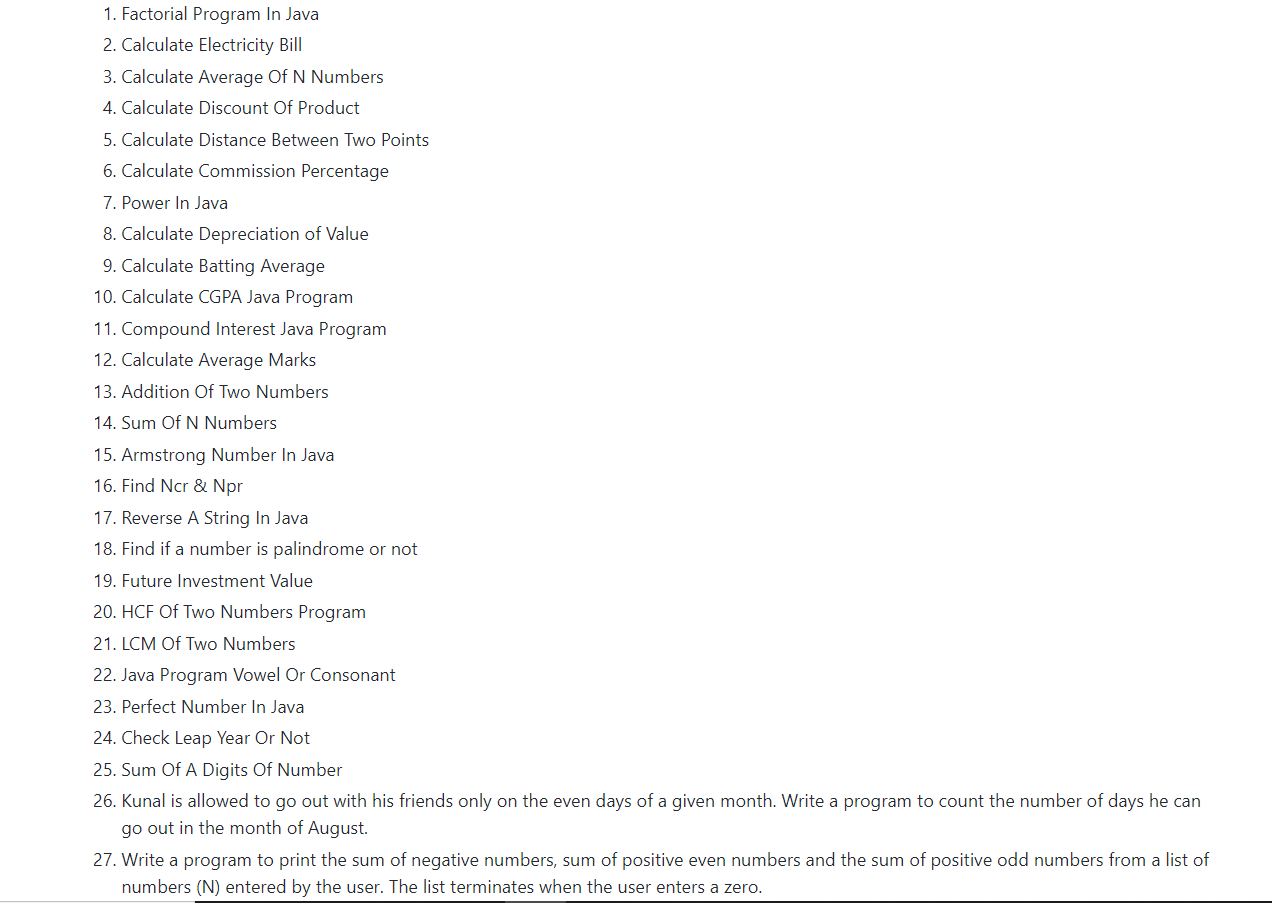 1. Factorial Program In Java
2. Calculate Electricity Bill
3. Calculate Average Of N Numbers
4. Calculate Discount Of Product
5. Calculate Distance Between Two Points
6. Calculate Commission Percentage
7. Power In Java
8. Calculate Depreciation of Value
9. Calculate Batting Average
10. Calculate CGPA Java Program
11. Compound Interest Java Program
12. Calculate Average Marks
13. Addition Of Two Numbers
14. Sum Of N Numbers
15. Armstrong Number In Java
16. Find Ncr & Npr
17. Reverse A String In Java
18. Find if a number is palindrome or not
19. Future Investment Value
20. HCF Of Two Numbers Program
21. LCM Of Two Numbers
22. Java Program Vowel Or Consonant
23. Perfect Number In Java
24. Check Leap Year Or Not
25. Sum Of A Digits Of Number
26. Kunal is allowed to go out with his friends only on the even days of a given month. Write a program to count the number of days he can
go out in the month of August.
27. Write a program to print the sum of negative numbers, sum of positive even numbers and the sum of positive odd numbers from a list of
numbers (N) entered by the user. The list terminates when the user enters a zero.